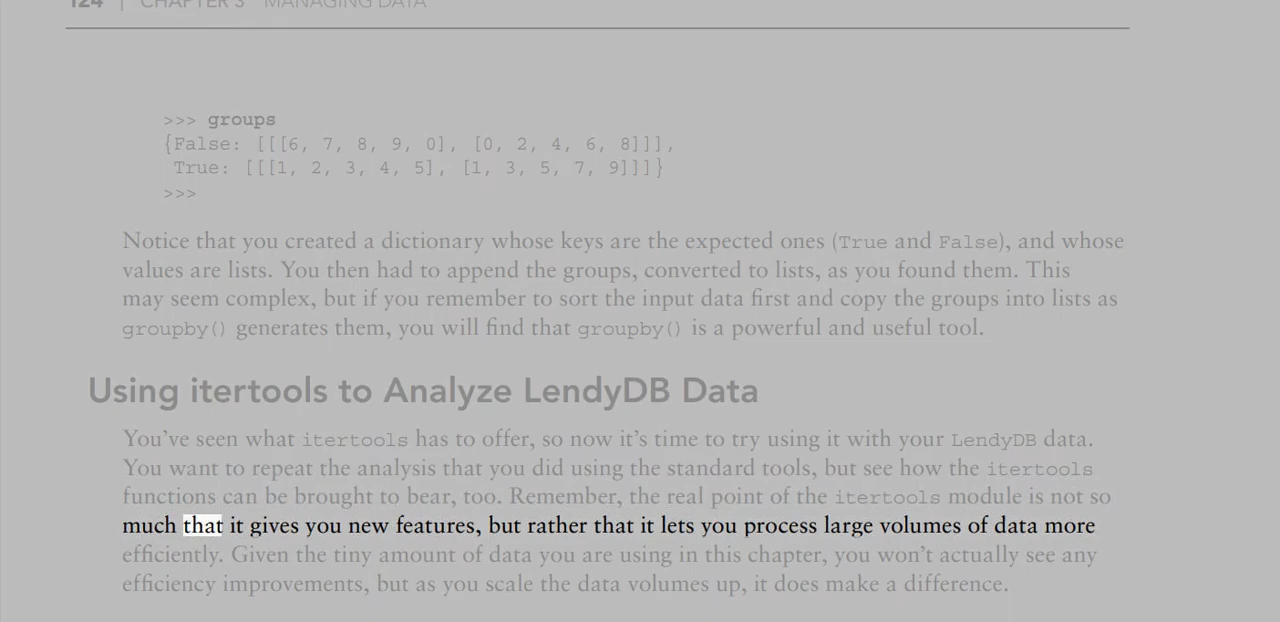 124 | CHAPTER 3 MANAGING DATA
>>> groups
{False: [[[6, 7, 8, 9, 0], [0, 2, 4, 6, 8]]],
True: [[[1, 2, 3, 4, 5], [1, 3, 5, 7, 9]]]}
>>>
Notice that you created a dictionary whose keys are the expected ones (True and False), and whose
values are lists. You then had to append the groups, converted to lists, as you found them. This
may seem complex, but if you remember to sort the input data first and copy the groups into lists as
groupby() generates them, you will find that groupby() is a powerful and useful tool.
Using itertools to Analyze LendyDB Data
You’ve seen what itertools has to offer, so now it’s time to try using it with your LendyDB data.
You want to repeat the analysis that you did using the standard tools, but see how the itertools
functions can be brought to bear, too. Remember, the real point of the itertools module is not so
much that it gives you new features, but rather that it lets you process large volumes of data more
efficiently. Given the tiny amount of data you are using in this chapter, you won’t actually see any
efficiency improvements, but as you scale the data volumes up, it does make a difference.